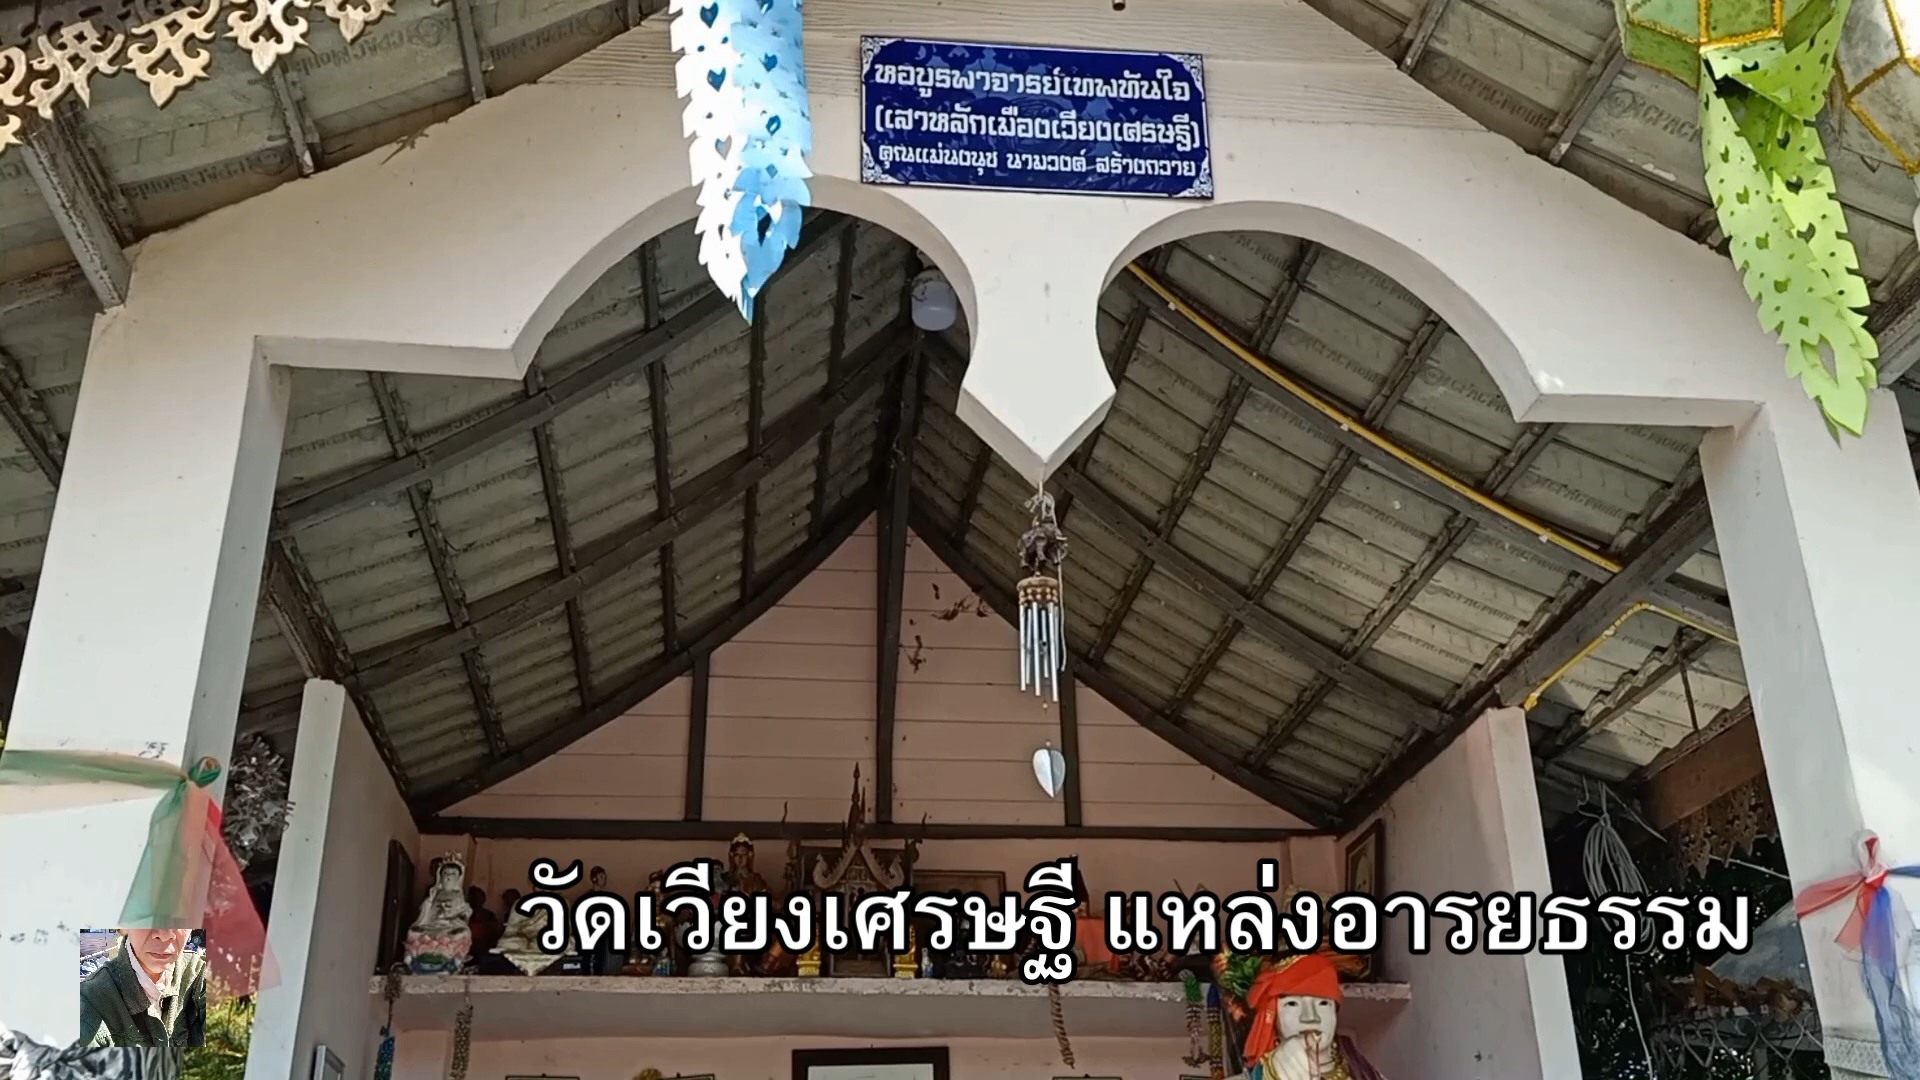 หอบูรพาจารย์เทพทันใจ
(เสาหลักเมืองเวียงเศรษฐี)
คุณแม่นงนุช นามวงค์ สร้างถวาย
วัดเวียงเศรษฐี แหล่งอารยธรรม